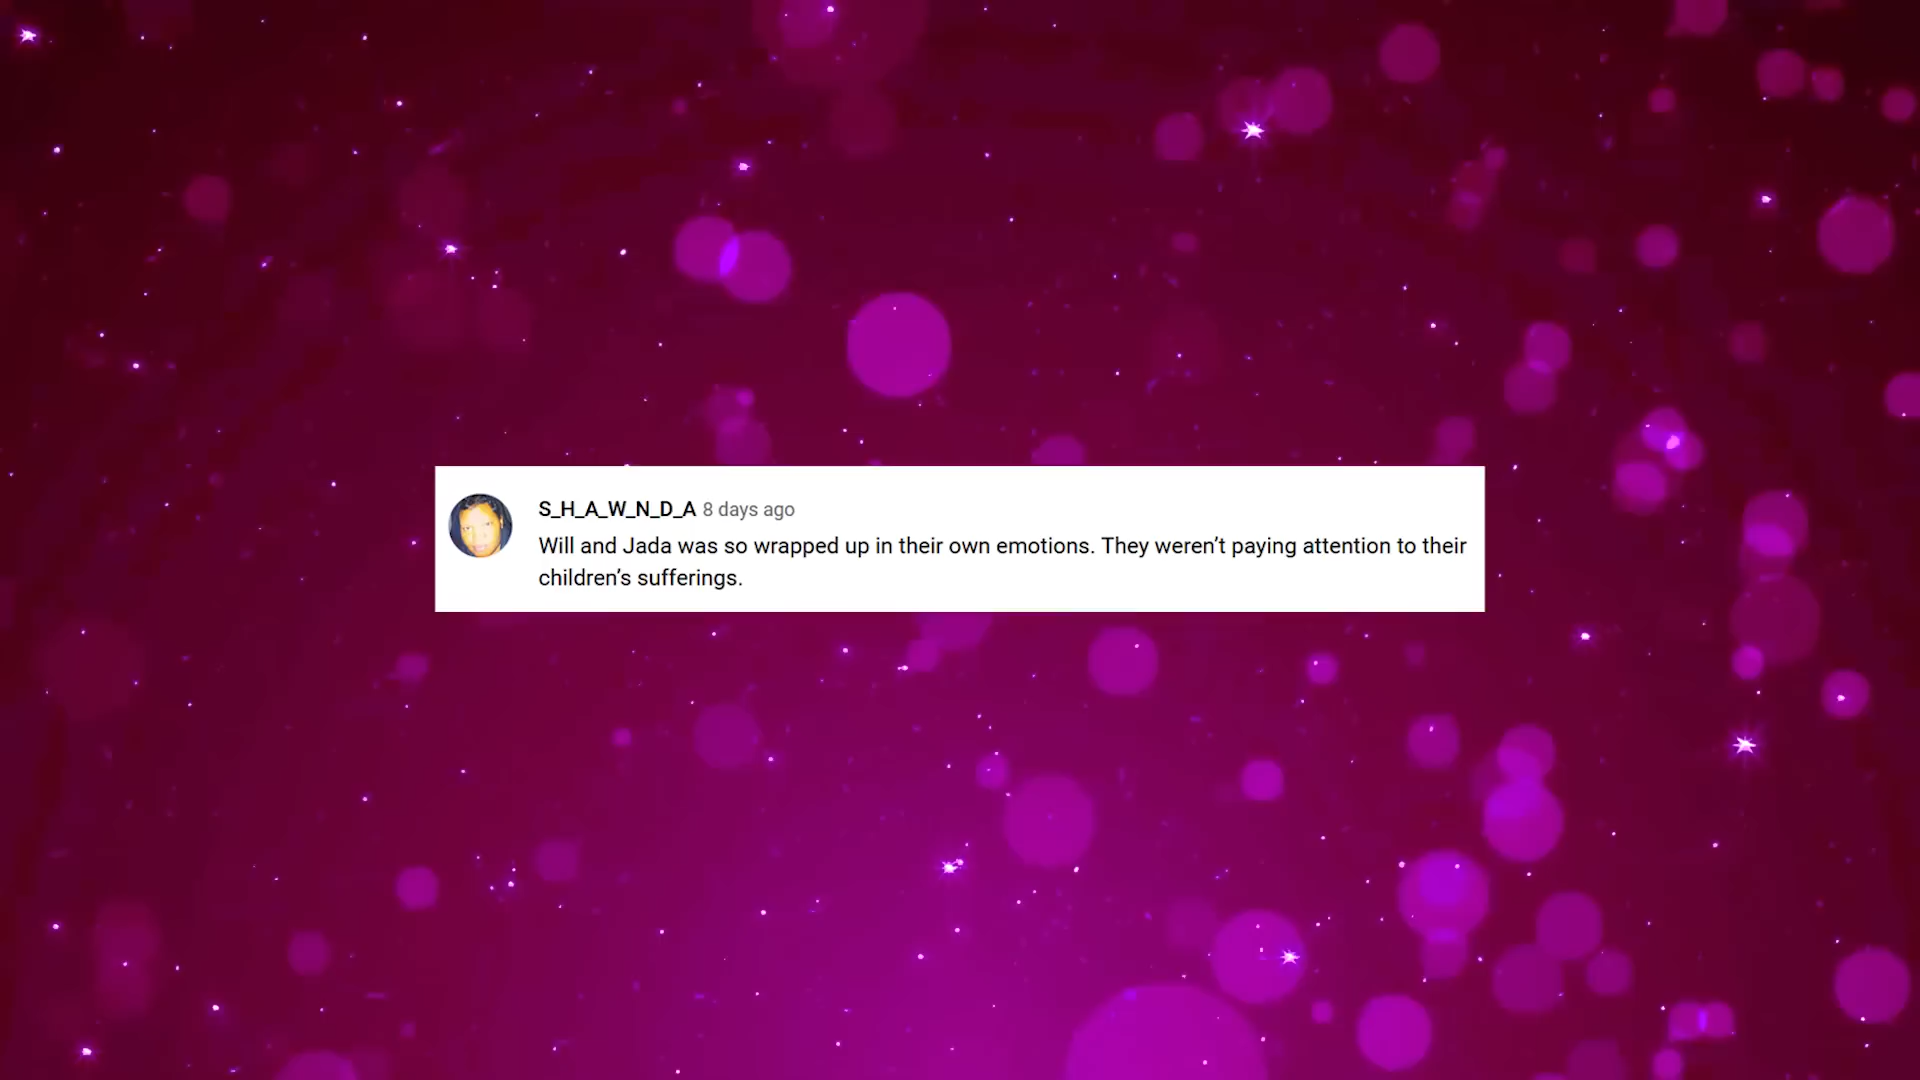 S_H_A_W_N_D_A 8 days ago
Will and Jada was so wrapped up in their own emotions. They weren’t paying attention to their
children’s sufferings.